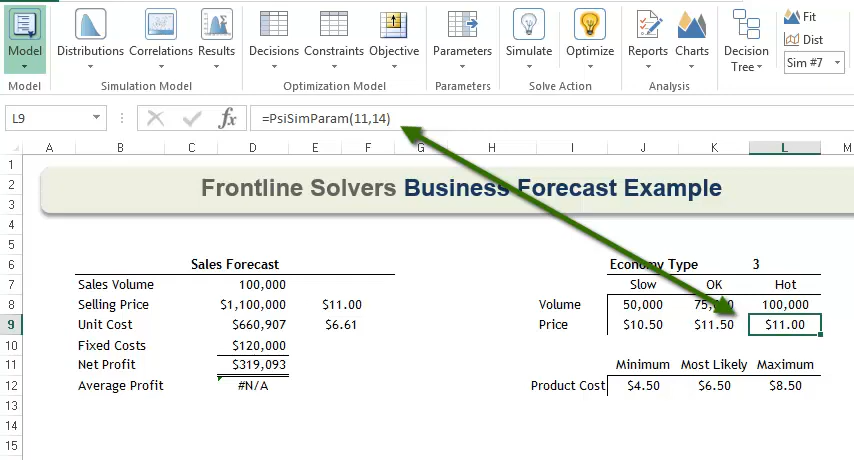 Model Distributions Correlations Results Decisions Constraints Objective Parameters Simulate Optimize Reports Charts Decision Tree Fit Dist Sim #7
Model Simulation Model Optimization Model Parameters Solve Action Analysis
L9 fx =PsiSimParam(11,14)
A B C D E F G H I J K L M
1
2 Frontline Solvers Business Forecast Example
3
4
5
6 Sales Forecast Economy Type 3
7 Sales Volume 100,000 Slow OK Hot
8 Selling Price $1,100,000 $11.00 Volume 50,000 100,000
9 Unit Cost $660,907 $6.61 Price $10.50 $11.50 $11.00
10 Fixed Costs $120,000
11 Net Profit $319,093 Minimum Most Likely Maximum
12 Average Profit #N/A Product Cost $4.50 $6.50 $8.50
13
14
15